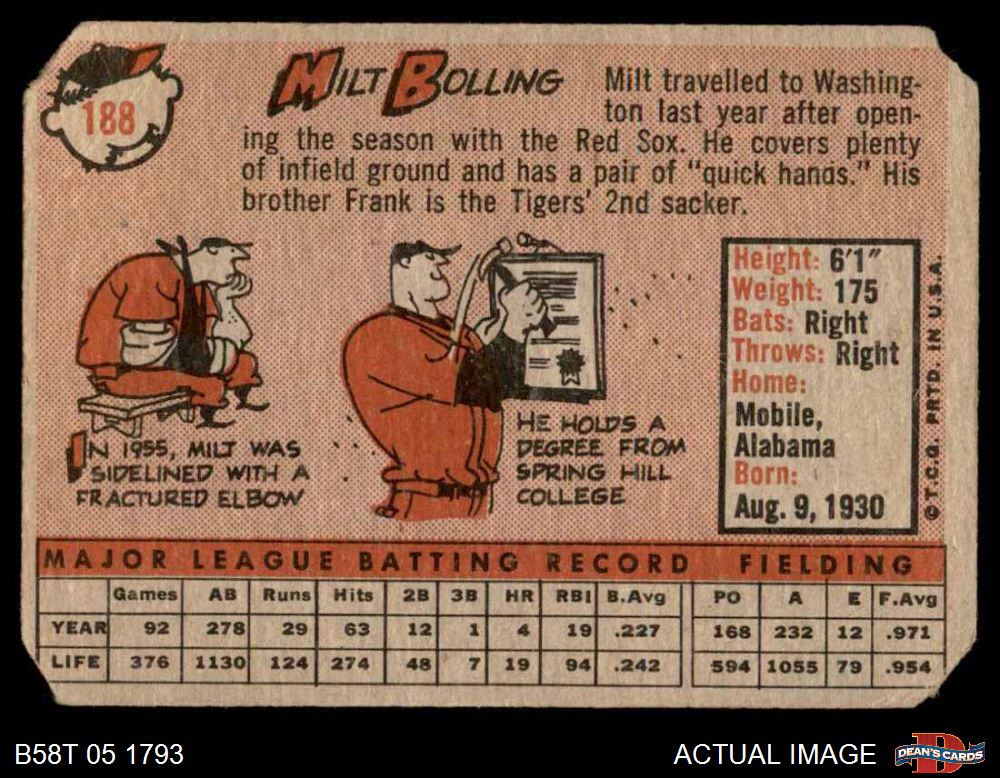 188
MILT BOLLING
Milt travelled to Washing-
ton last year after open-
ing the season with the Red Sox. He covers plenty
of infield ground and has a pair of "quick hands." His
brother Frank is the Tigers' 2nd sacker.
IN 1955, MILT WAS
SIDELINED WITH A
FRACTURED ELBOW
HE HOLDS A
DEGREE FROM
SPRING HILL
COLLEGE
Height: 6'1"
Weight: 175
Bats: Right
Throws: Right
Home:
Mobile,
Alabama
Born:
Aug. 9, 1930
© T.C.G. PRTD. IN U.S.A.
MAJOR LEAGUE BATTING RECORD FIELDING
Games AB Runs Hits 2B 3B HR RBI B.Avg PO A E F.Avg
YEAR 92 278 29 63 12 1 4 19 .227 168 232 12 .971
LIFE 376 1130 124 274 48 7 19 94 .242 594 1055 79 .954
B58T 05 1793
ACTUAL IMAGE
D
DEAN'S CARDS